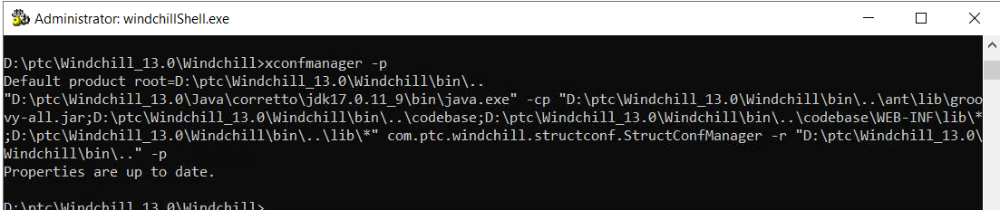 Administrator: windchillShell.exe
D:\ptc\Windchill_13.0\Windchill>xconfmanager -p
Default product root=D:\ptc\Windchill_13.0\Windchill\bin\..
"D:\ptc\Windchill_13.0\Java\corretto\jdk17.0.11_9\bin\java.exe" -cp "D:\ptc\Windchill_13.0\Windchill\bin\..\ant\lib\groo
vy-all.jar;D:\ptc\Windchill_13.0\Windchill\bin\..\codebase;D:\ptc\Windchill_13.0\Windchill\bin\..\codebase\WEB-INF\lib\*
;D:\ptc\Windchill_13.0\Windchill\bin\..\lib\*" com.ptc.windchill.structconf.StructConfManager -r "D:\ptc\Windchill_13.0\
Windchill\bin\.." -p
Properties are up to date.
D:\ptc\Windchill_13.0\Windchill>